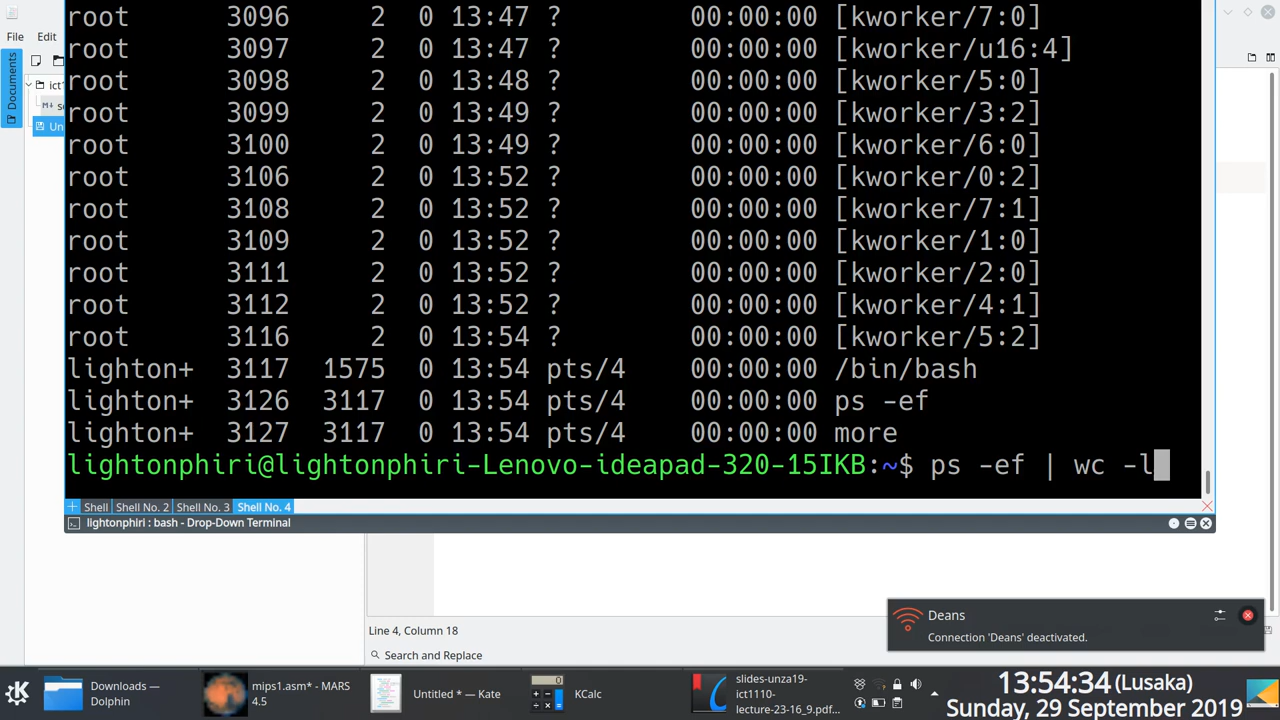 root 3096 2 0 13:47 ? 00:00:00 [kworker/7:0]
File Edit
root 3097 2 0 13:47 ? 00:00:00 [kworker/u16:4]
root 3098 2 0 13:48 ? 00:00:00 [kworker/5:0]
Documents
ict1
root 3099 2 0 13:49 ? 00:00:00 [kworker/3:2]
Un
root 3100 2 0 13:49 ? 00:00:00 [kworker/6:0]
root 3106 2 0 13:52 ? 00:00:00 [kworker/0:2]
root 3108 2 0 13:52 ? 00:00:00 [kworker/7:1]
root 3109 2 0 13:52 ? 00:00:00 [kworker/1:0]
root 3111 2 0 13:52 ? 00:00:00 [kworker/2:0]
root 3112 2 0 13:52 ? 00:00:00 [kworker/4:1]
root 3116 2 0 13:54 ? 00:00:00 [kworker/5:2]
lighton+ 3117 1575 0 13:54 pts/4 00:00:00 /bin/bash
lighton+ 3126 3117 0 13:54 pts/4 00:00:00 ps -ef
lighton+ 3127 3117 0 13:54 pts/4 00:00:00 more
lightonphiri@lightonphiri-Lenovo-ideapad-320-15IKB:~$ ps -ef | wc -l
Shell Shell No. 2 Shell No. 3 Shell No. 4
lightonphiri : bash - Drop-Down Terminal
Deans
Connection 'Deans' deactivated.
Line 4, Column 18
Search and Replace
Downloads — Dolphin
mips1.asm* - MARS 4.5
Untitled * — Kate
0
KCalc
slides-unza19-
ict1110-
lecture-23-16_9.pdf...
13:54:34 (Lusaka)
Sunday, 29 September 2019